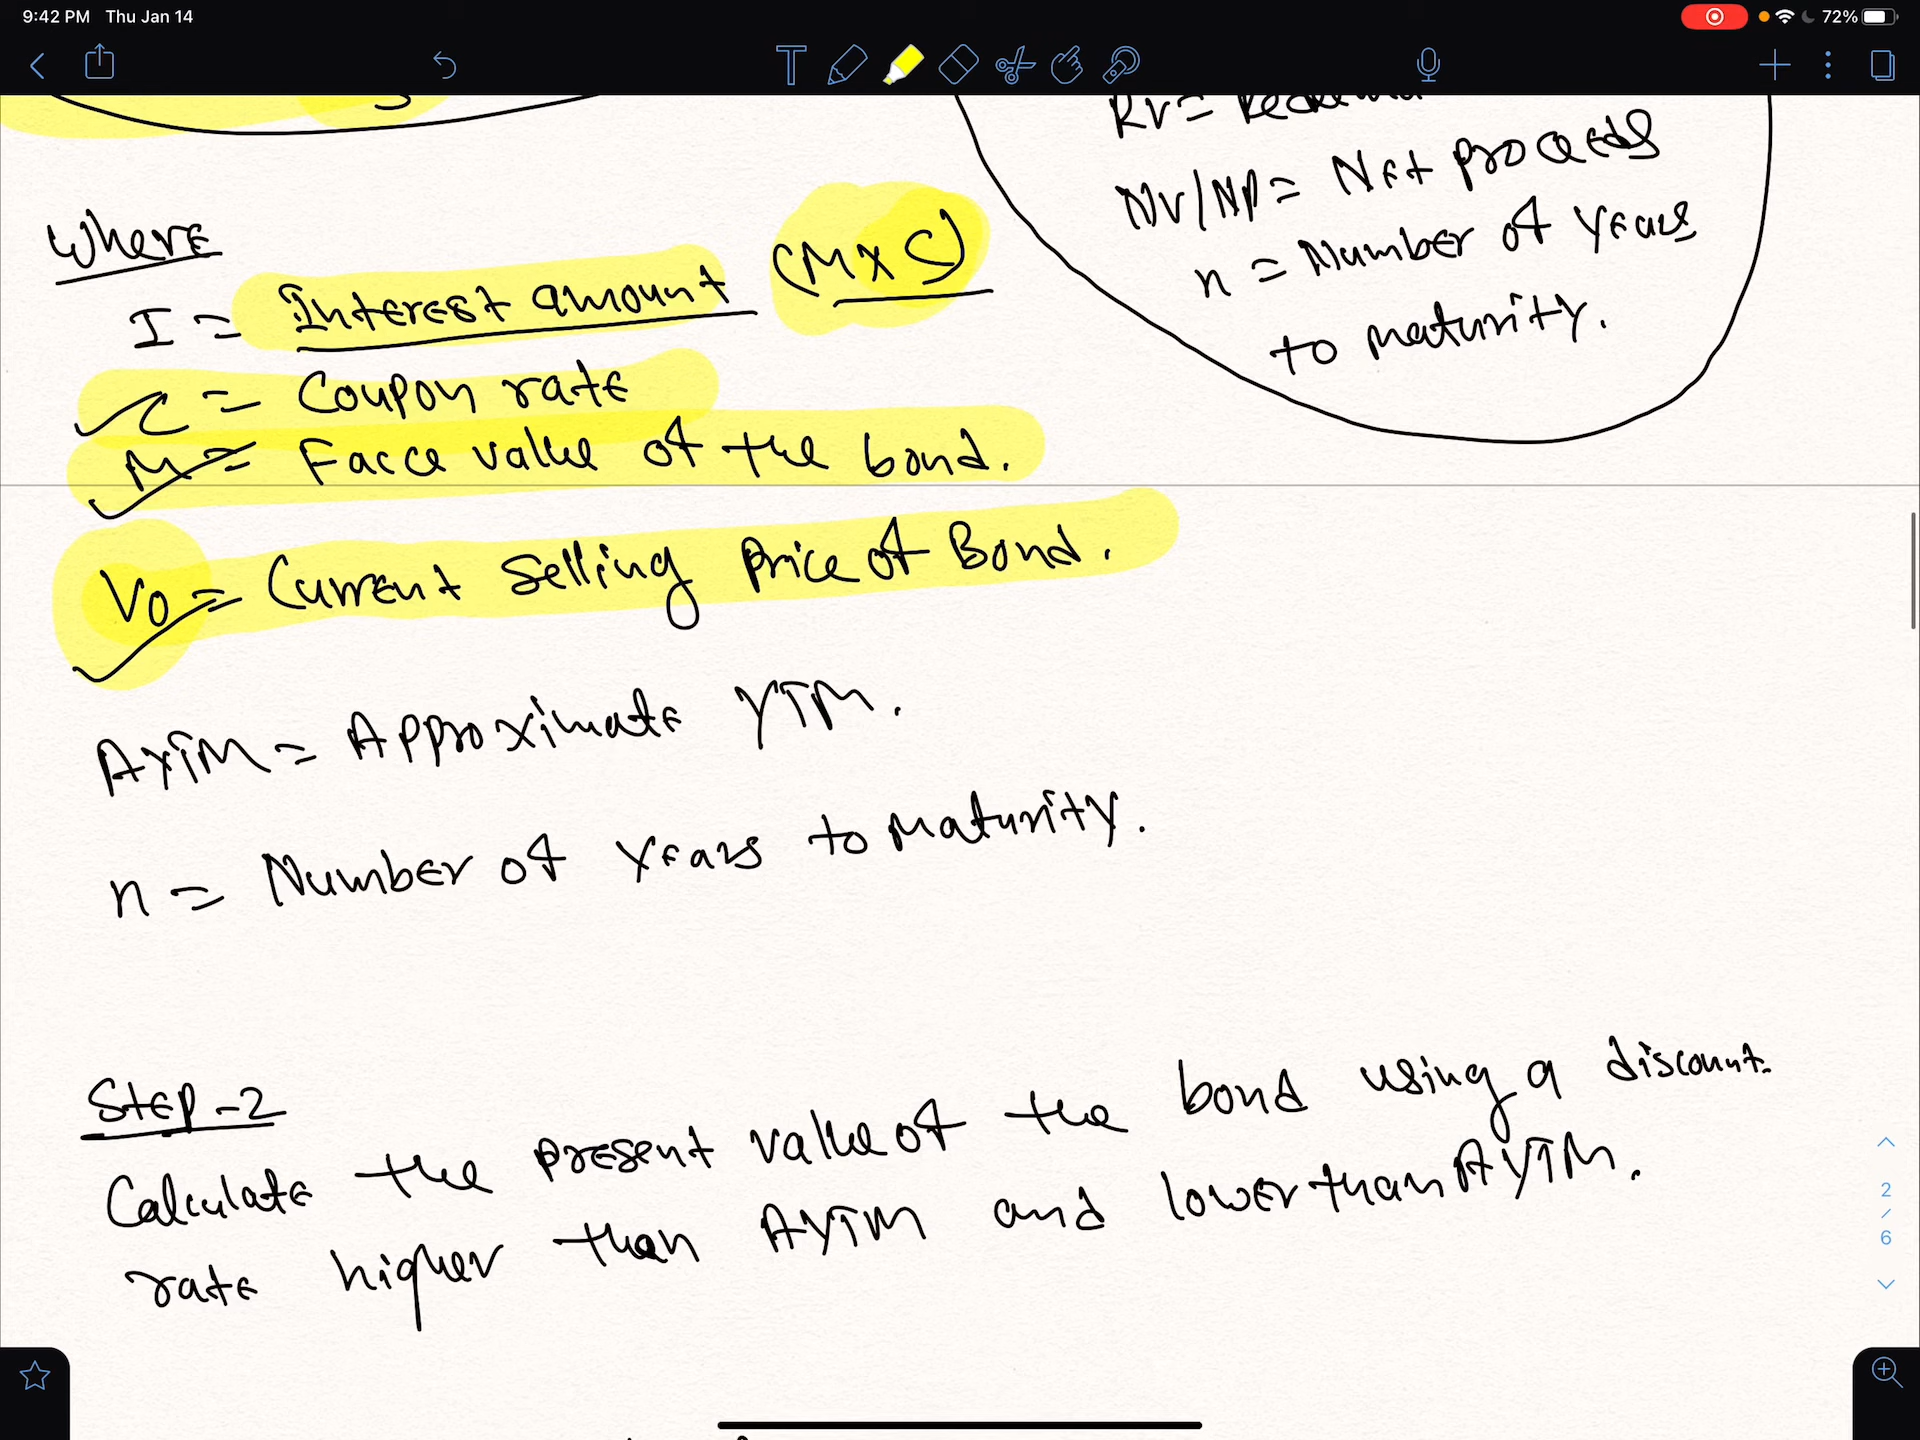 9:42 PM Thu Jan 14
72%
RV =
NV/NP = Net proceeds
n = Number of years
to maturity.
Where
I = Interest amount (M x C)
C = Coupon rate
M = Facce value of the bond.
V0 = Current Selling Price of Bond.
AYTM = Approximate YTM.
n = Number of years to maturity.
Step-2
Calculate the present value of the bond using a discount
rate higher than AYTM and lower than AYTM.
2
/
6